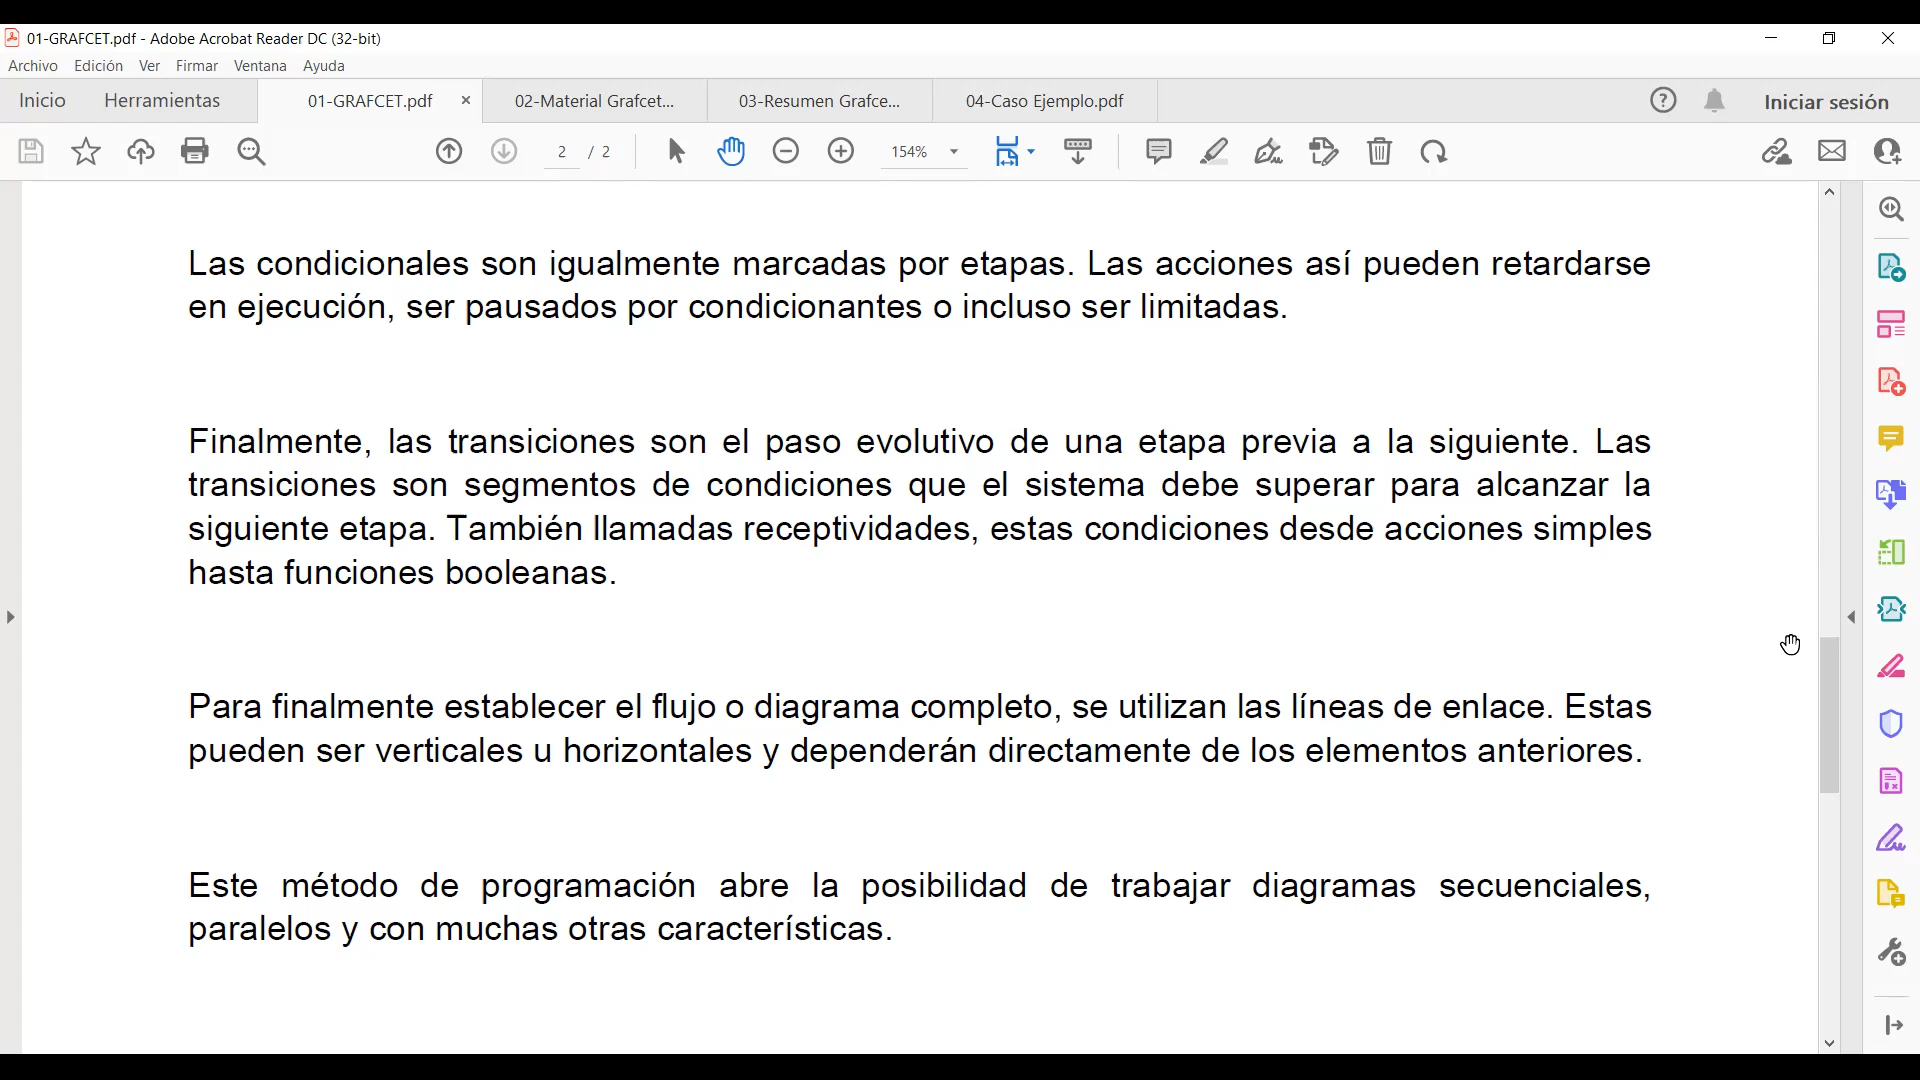 01-GRAFCET.pdf - Adobe Acrobat Reader DC (32-bit)
Archivo Edición Ver Firmar Ventana Ayuda
Inicio Herramientas 01-GRAFCET.pdf 02-Material Grafcet... 03-Resumen Grafce... 04-Caso Ejemplo.pdf Iniciar sesión
2 / 2 154%
Las condicionales son igualmente marcadas por etapas. Las acciones así pueden retardarse
en ejecución, ser pausados por condicionantes o incluso ser limitadas.
Finalmente, las transiciones son el paso evolutivo de una etapa previa a la siguiente. Las
transiciones son segmentos de condiciones que el sistema debe superar para alcanzar la
siguiente etapa. También llamadas receptividades, estas condiciones desde acciones simples
hasta funciones booleanas.
Para finalmente establecer el flujo o diagrama completo, se utilizan las líneas de enlace. Estas
pueden ser verticales u horizontales y dependerán directamente de los elementos anteriores.
Este método de programación abre la posibilidad de trabajar diagramas secuenciales,
paralelos y con muchas otras características.